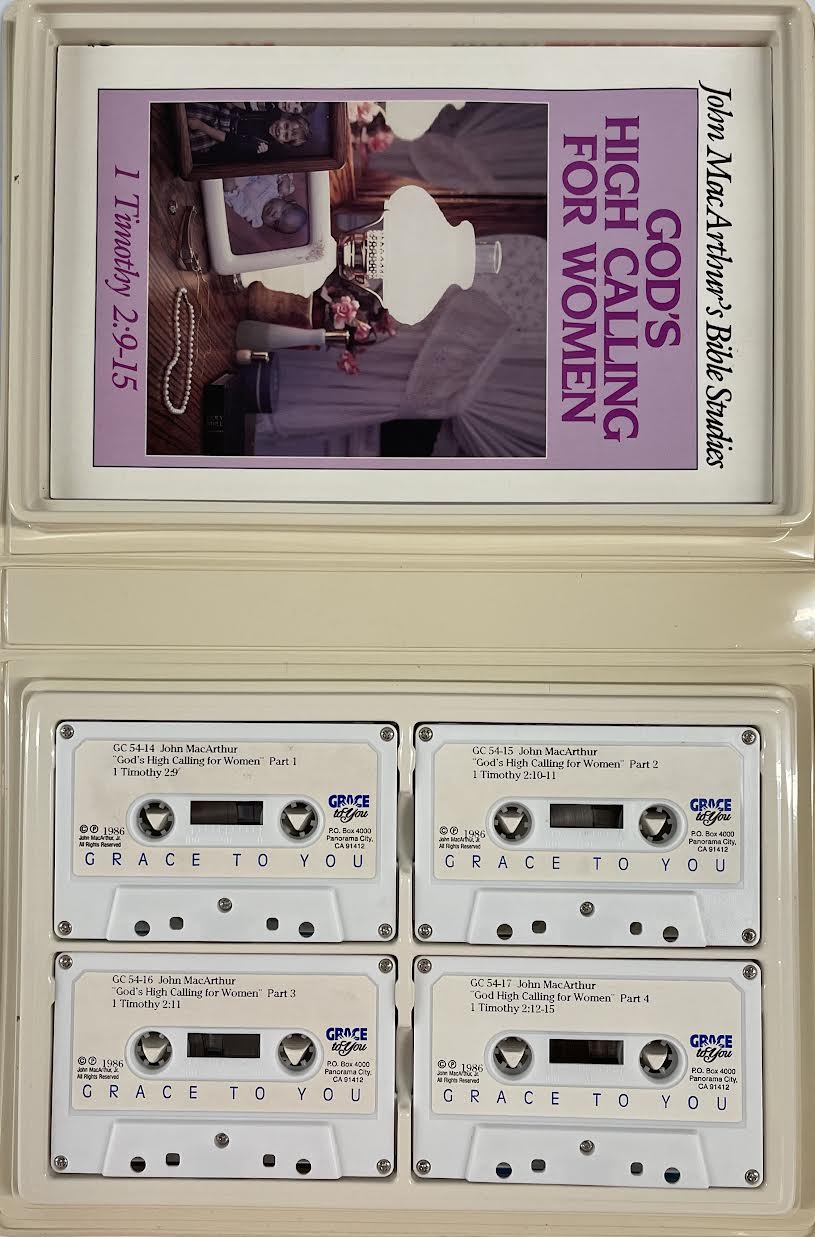 John MacArthur's Bible Studies
GOD'S
HIGH CALLING
FOR WOMEN
1 Timothy 2:9-15
HOLY
BIBLE
GC 54-14 John MacArthur
"God's High Calling for Women" Part 1
1 Timothy 2:9
GRACE
to You
© ℗ 1986
John MacArthur, Jr.
All Rights Reserved
P.O. Box 4000
Panorama City,
CA 91412
GRACE TO YOU
GC 54-15 John MacArthur
"God's High Calling for Women" Part 2
1 Timothy 2:10-11
GRACE
to You
© ℗ 1986
John MacArthur, Jr.
All Rights Reserved
P.O. Box 4000
Panorama City,
CA 91412
GRACE TO YOU
GC 54-16 John MacArthur
"God's High Calling for Women" Part 3
1 Timothy 2:11
GRACE
to You
© ℗ 1986
John MacArthur, Jr.
All Rights Reserved
P.O. Box 4000
Panorama City,
CA 91412
GRACE TO YOU
GC 54-17 John MacArthur
"God High Calling for Women" Part 4
1 Timothy 2:12-15
GRACE
to You
© ℗ 1986
John MacArthur, Jr.
All Rights Reserved
P.O. Box 4000
Panorama City,
CA 91412
GRACE TO YOU